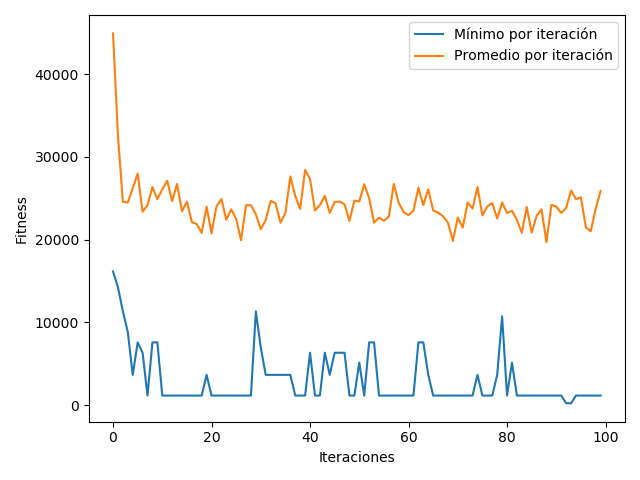 Mínimo por iteración
Promedio por iteración
Fitness
40000
30000
20000
10000
0
0 20 40 60 80 100
Iteraciones